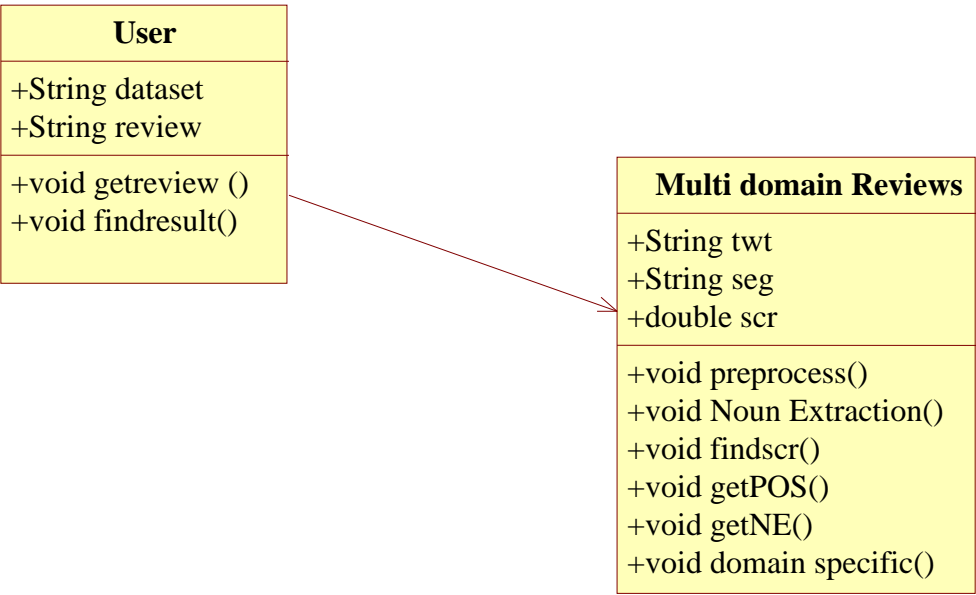 User
+String dataset
+String review
+void getreview ()
+void findresult()
Multi domain Reviews
+String twt
+String seg
+double scr
+void preprocess()
+void Noun Extraction()
+void findscr()
+void getPOS()
+void getNE()
+void domain specific()